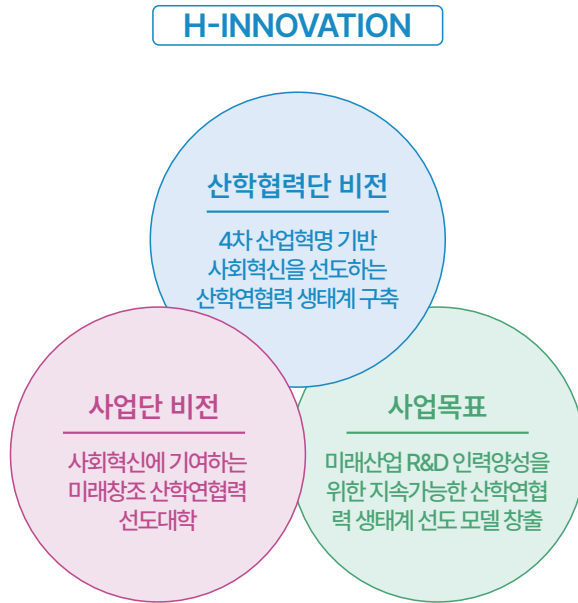 H-INNOVATION
산학협력단 비전
4차 산업혁명 기반
사회혁신을 선도하는
산학연협력 생태계 구축
사업단 비전
사회혁신에 기여하는
미래창조 산학연협력
선도대학
사업목표
미래산업 R&D 인력양성을
위한 지속가능한 산학연협
력 생태계 선도 모델 창출